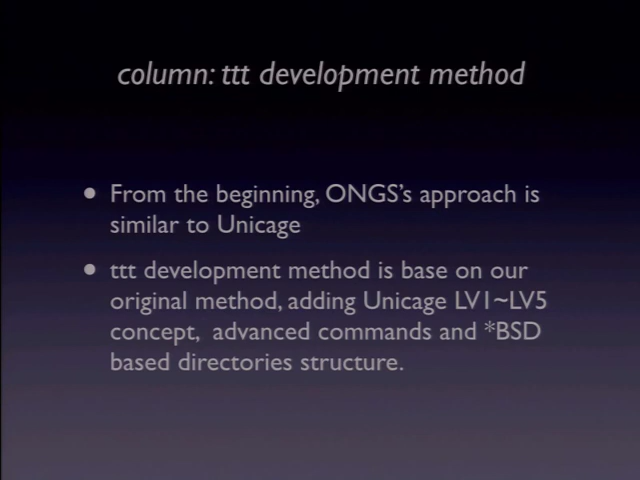 column: ttt development method
• From the beginning, ONGS's approach is
similar to Unicage
• ttt development method is base on our
original method, adding Unicage LV1~LV5
concept,  advanced commands and *BSD
based directories structure.